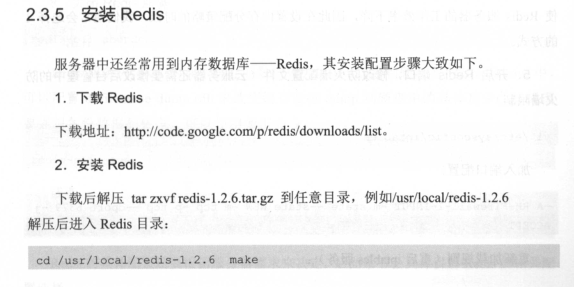 2.3.5 安装 Redis
服务器中还经常用到内存数据库——Redis，其安装配置步骤大致如下。
1．下载 Redis
下载地址：http://code.google.com/p/redis/downloads/list。
2．安装 Redis
下载后解压 tar zxvf redis-1.2.6.tar.gz 到任意目录，例如/usr/local/redis-1.2.6
解压后进入 Redis 目录：
cd /usr/local/redis-1.2.6 make